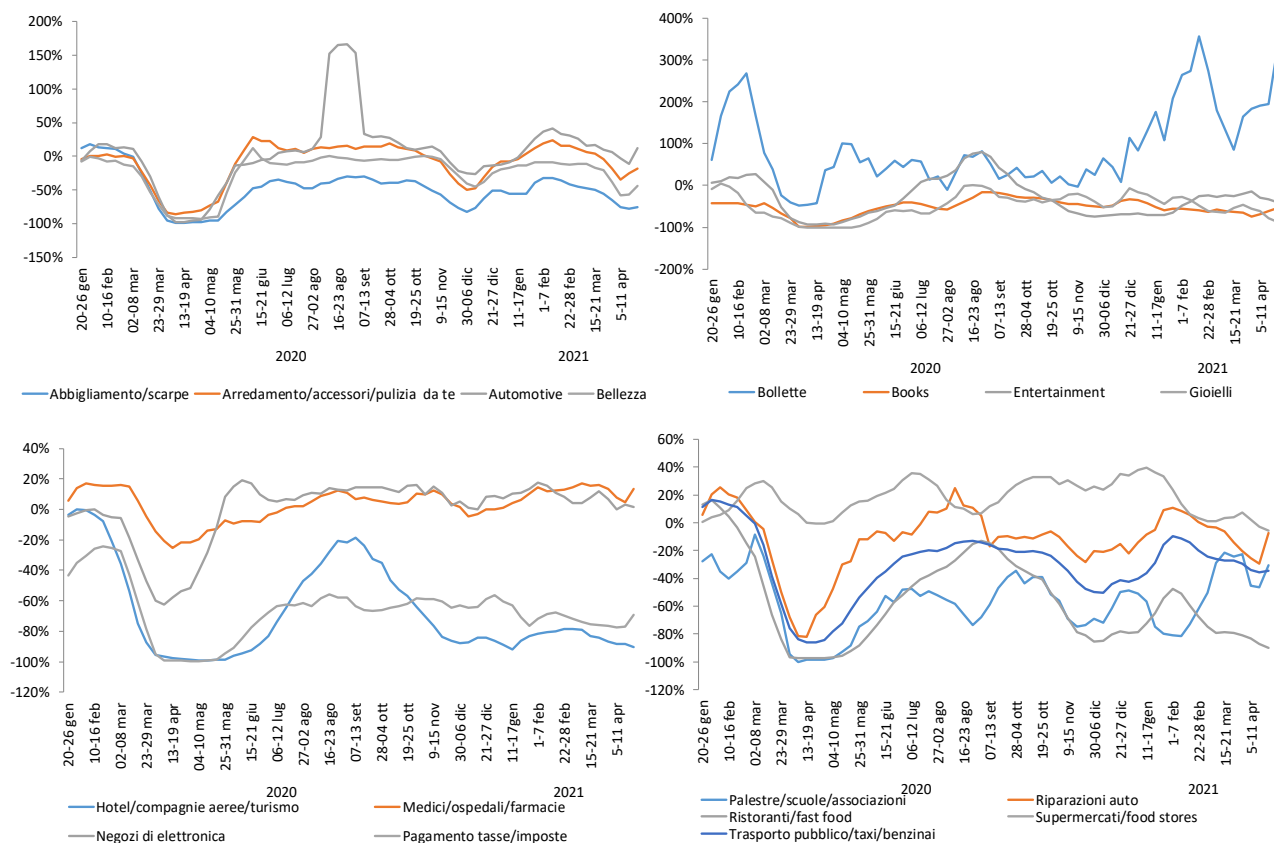 200%
150%
100%
50%
0%
-50%
-100%
-150%
20-26 gen
10-16 feb
02-08 mar
23-29 mar
13-19 apr
04-10 mag
25-31 mag
15-21 giu
06-12 lug
27-02 ago
16-23 ago
07-13 set
28-04 ott
19-25 ott
9-15 nov
30-06 dic
21-27 dic
11-17gen
1-7 feb
22-28 feb
15-21 mar
5-11 apr
2020 2021
Abbigliamento/scarpe Arredamento/accessori/pulizia da te Automotive Bellezza
400%
300%
200%
100%
0%
-100%
-200%
20-26 gen
10-16 feb
02-08 mar
23-29 mar
13-19 apr
04-10 mag
25-31 mag
15-21 giu
06-12 lug
27-02 ago
16-23 ago
07-13 set
28-04 ott
19-25 ott
9-15 nov
30-06 dic
21-27 dic
11-17gen
1-7 feb
22-28 feb
15-21 mar
5-11 apr
2020 2021
Bollette Books Entertainment Gioielli
40%
20%
0%
-20%
-40%
-60%
-80%
-100%
-120%
20-26 gen
10-16 feb
02-08 mar
23-29 mar
13-19 apr
04-10 mag
25-31 mag
15-21 giu
06-12 lug
27-02 ago
16-23 ago
07-13 set
28-04 ott
19-25 ott
9-15 nov
30-06 dic
21-27 dic
11-17gen
1-7 feb
22-28 feb
15-21 mar
5-11 apr
2020 2021
Hotel/compagnie aeree/turismo Medici/ospedali/farmacie
Negozi di elettronica Pagamento tasse/imposte
60%
40%
20%
0%
-20%
-40%
-60%
-80%
-100%
-120%
20-26 gen
10-16 feb
02-08 mar
23-29 mar
13-19 apr
04-10 mag
25-31 mag
15-21 giu
06-12 lug
27-02 ago
16-23 ago
07-13 set
28-04 ott
19-25 ott
9-15 nov
30-06 dic
21-27 dic
11-17gen
1-7 feb
22-28 feb
15-21 mar
5-11 apr
2020 2021
Palestre/scuole/associazioni Riparazioni auto
Ristoranti/fast food Supermercati/food stores
Trasporto pubblico/taxi/benzinai